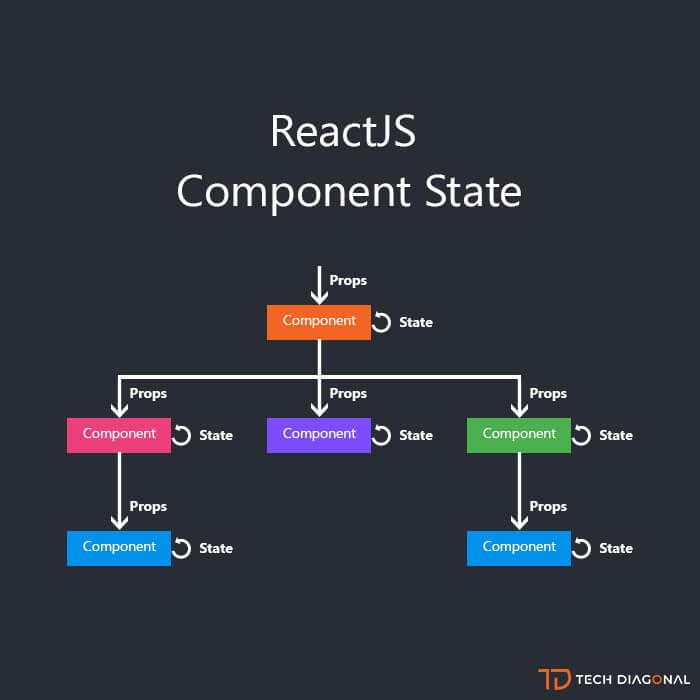 ReactJS
Component State
Props
Component State
Props Props Props
Component State Component State Component State
Props Props
Component State Component State
TD TECH DIAGONAL